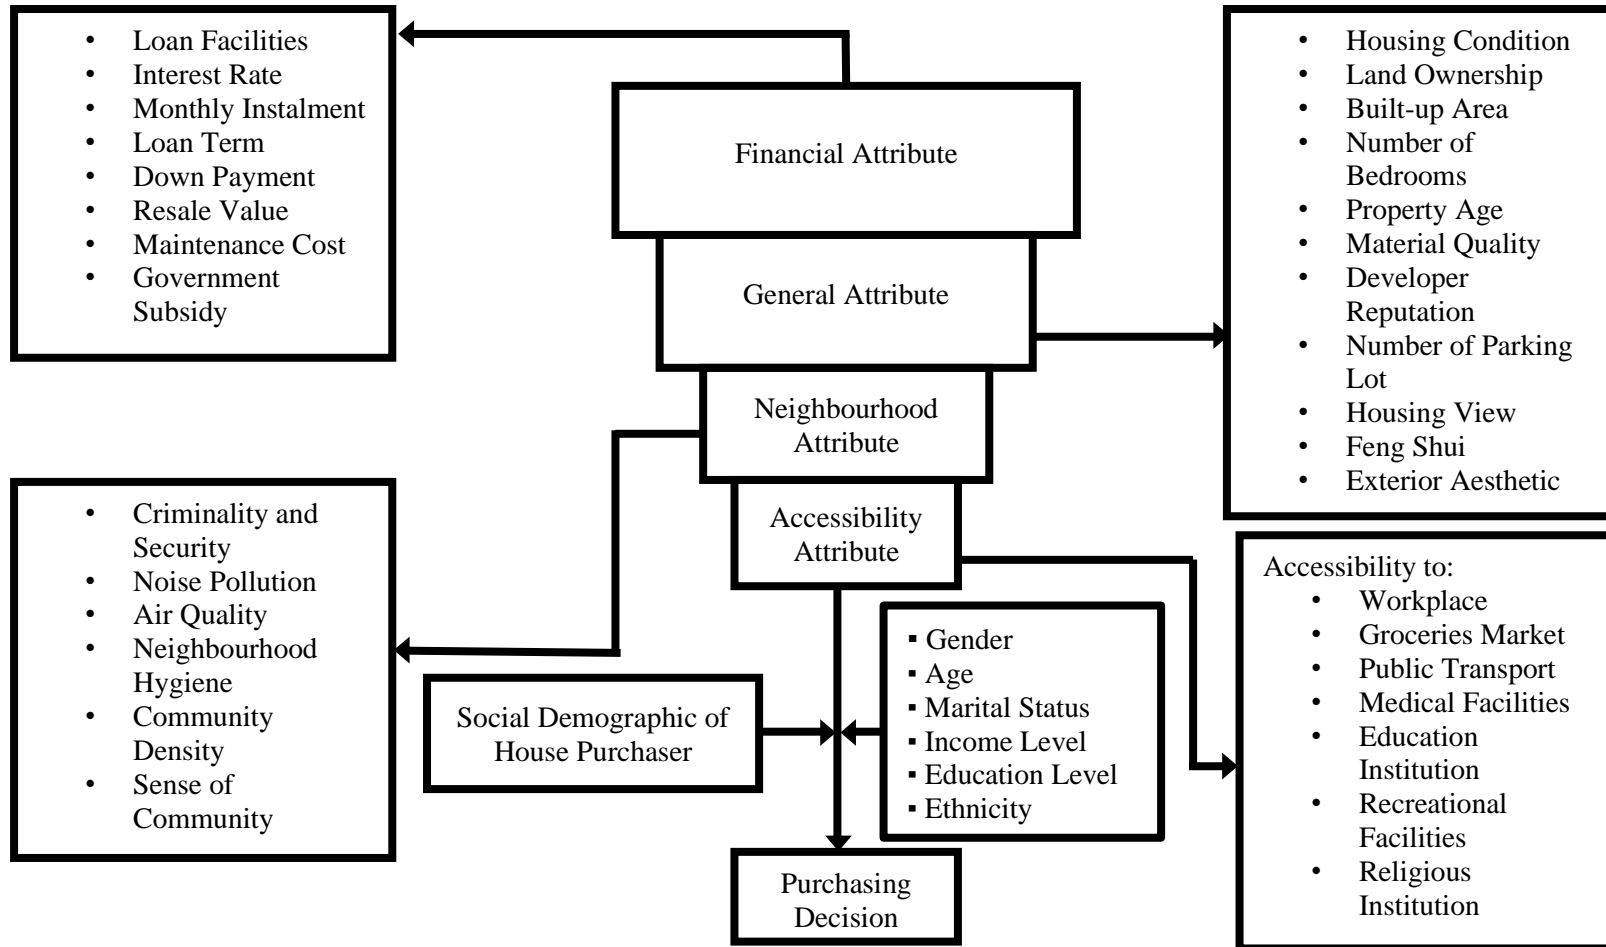 • Loan Facilities
• Interest Rate
• Monthly Instalment
• Loan Term
• Down Payment
• Resale Value
• Maintenance Cost
• Government
Subsidy
Financial Attribute
General Attribute
Neighbourhood
Attribute
Accessibility
Attribute
• Housing Condition
• Land Ownership
• Built-up Area
• Number of
Bedrooms
• Property Age
• Material Quality
• Developer
Reputation
• Number of Parking
Lot
• Housing View
• Feng Shui
• Exterior Aesthetic
• Criminality and
Security
• Noise Pollution
• Air Quality
• Neighbourhood
Hygiene
• Community
Density
• Sense of
Community
Social Demographic of
House Purchaser
▪ Gender
▪ Age
▪ Marital Status
▪ Income Level
▪ Education Level
▪ Ethnicity
Accessibility to:
• Workplace
• Groceries Market
• Public Transport
• Medical Facilities
• Education
Institution
• Recreational
Facilities
• Religious
Institution
Purchasing
Decision